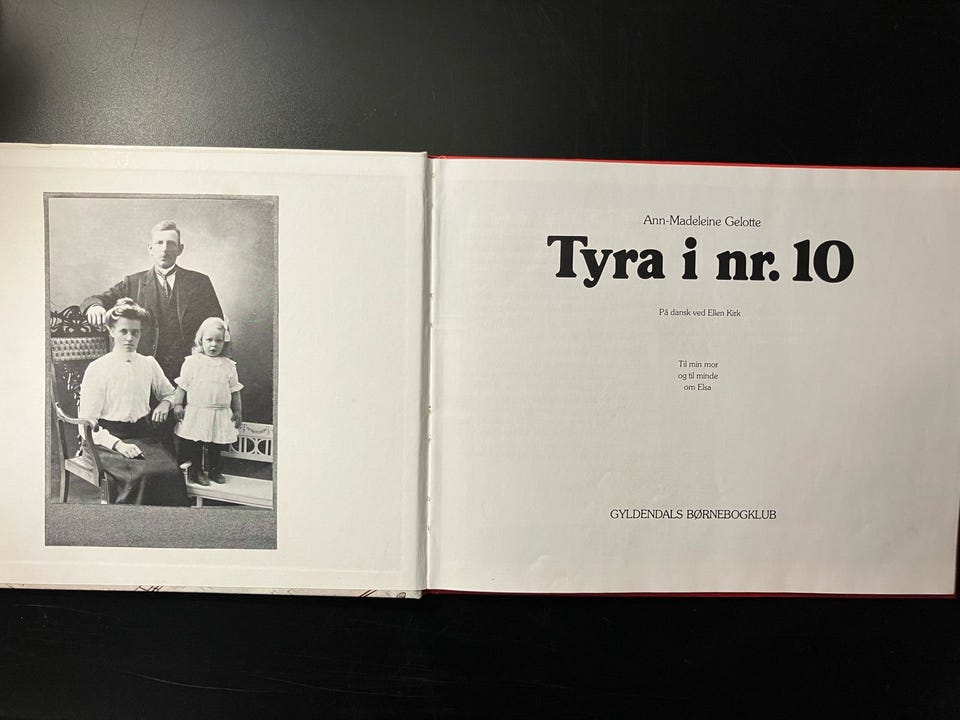 Ann-Madeleine Gelotte
Tyra i nr. 10
På dansk ved Ellen Kirk
Til min mor
og til minde
om Elsa
GYLDENDALS BØRNEBOGKLUB